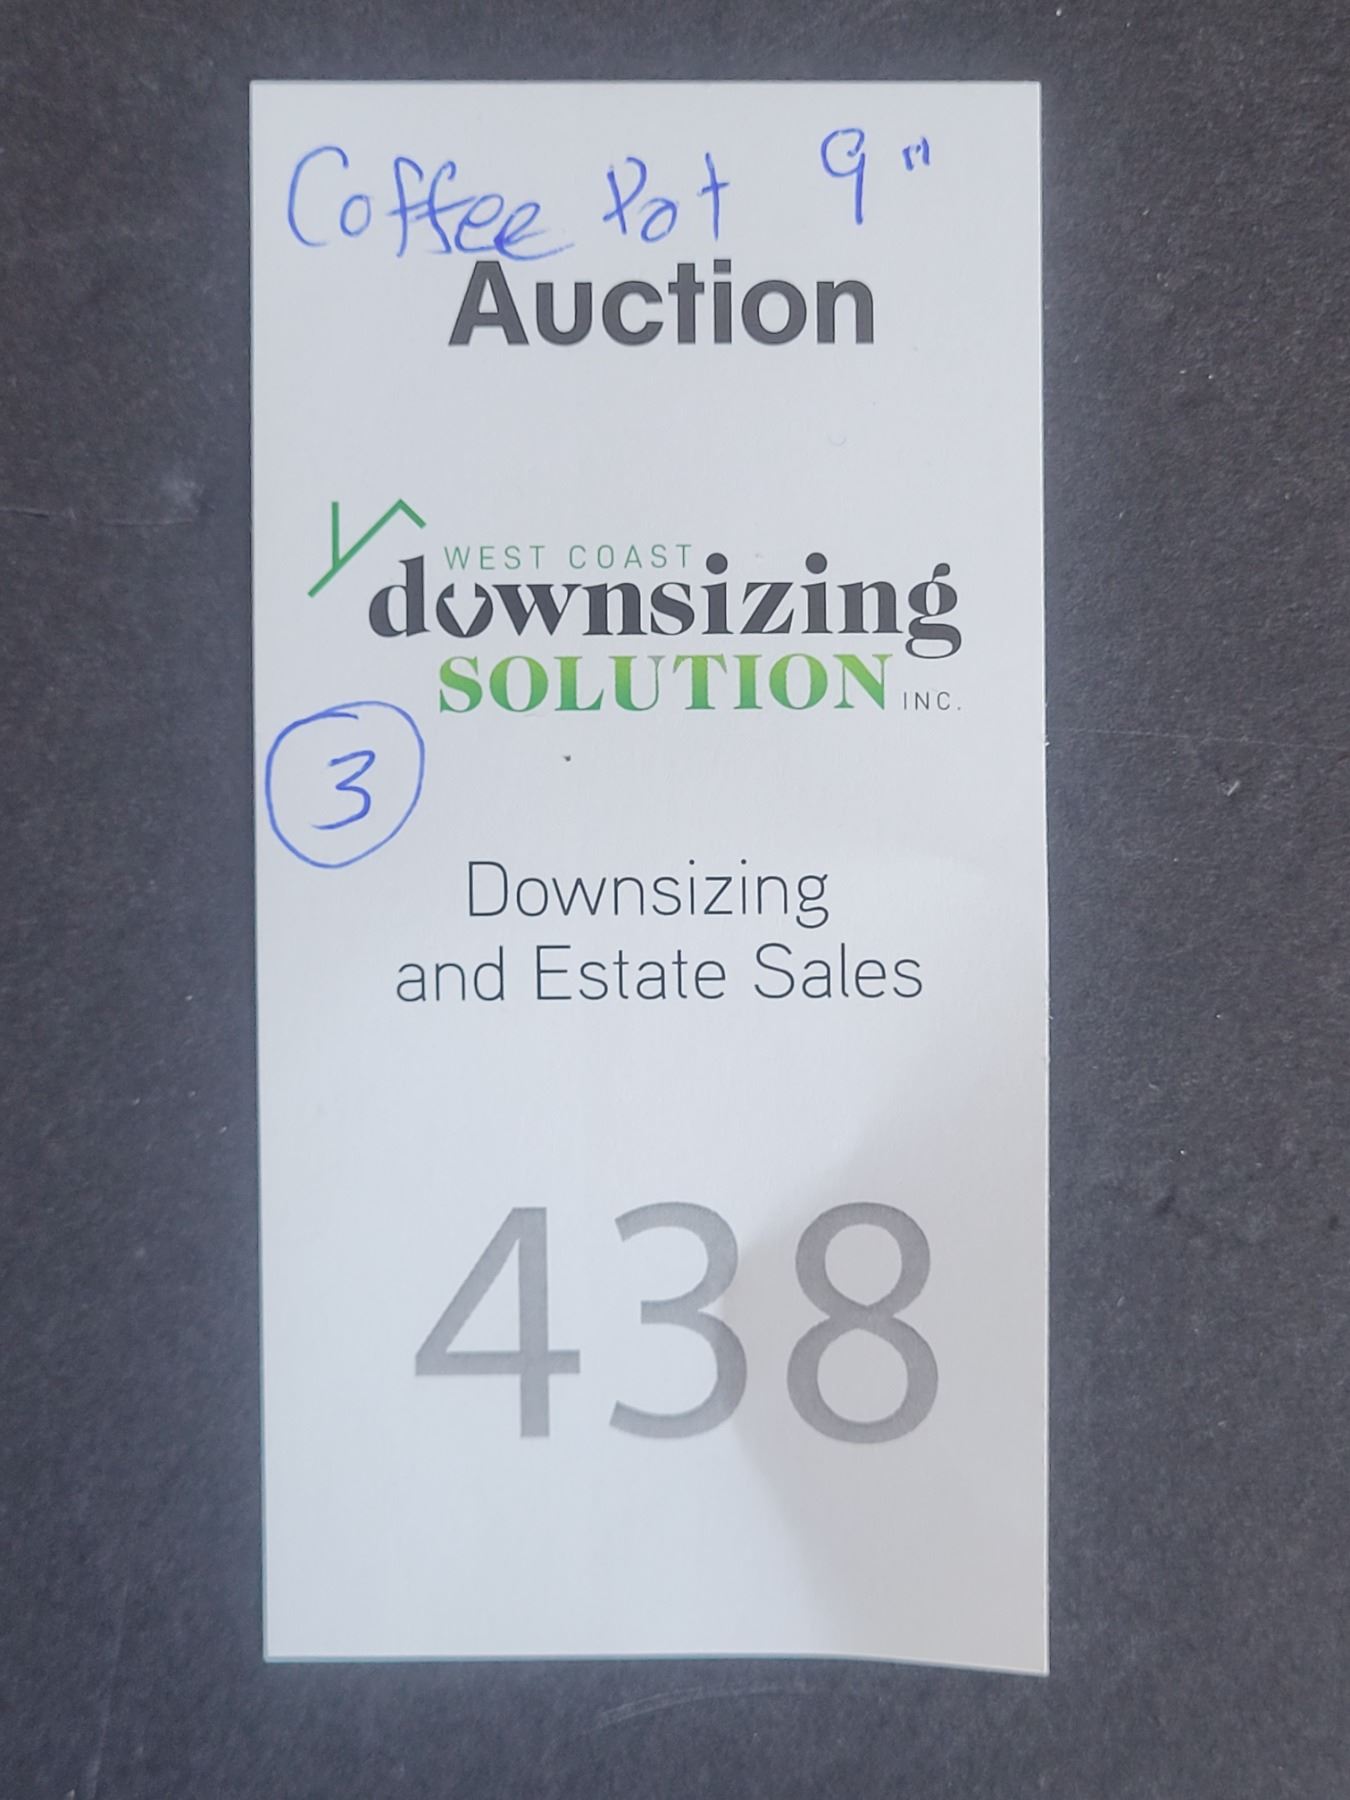 Coffee Pot 9"
Auction
WEST COAST
downsizing
SOLUTION INC.
3
Downsizing
and Estate Sales
438